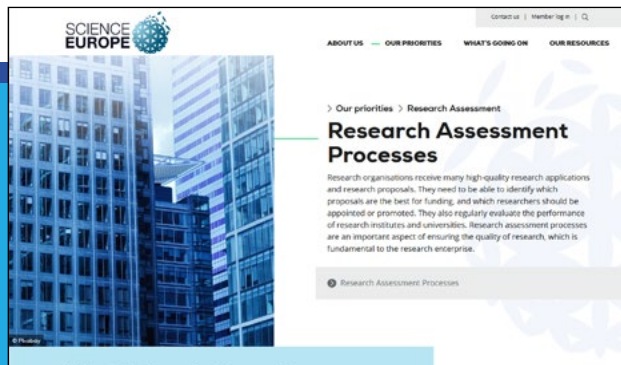 SCIENCE
EUROPE
Contact us | Member log in |
ABOUT US — OUR PRIORITIES WHAT'S GOING ON OUR RESOURCES
> Our priorities > Research Assessment
Research Assessment
Processes
Research organisations receive many high-quality research applications
and research proposals. They need to be able to identify which
proposals are the best for funding, and which researchers should be
appointed or promoted. They also regularly evaluate the performance
of research institutes and universities. Research assessment processes
are an important aspect of ensuring the quality of research, which is
fundamental to the research enterprise.
Research Assessment Processes
© Pixabay